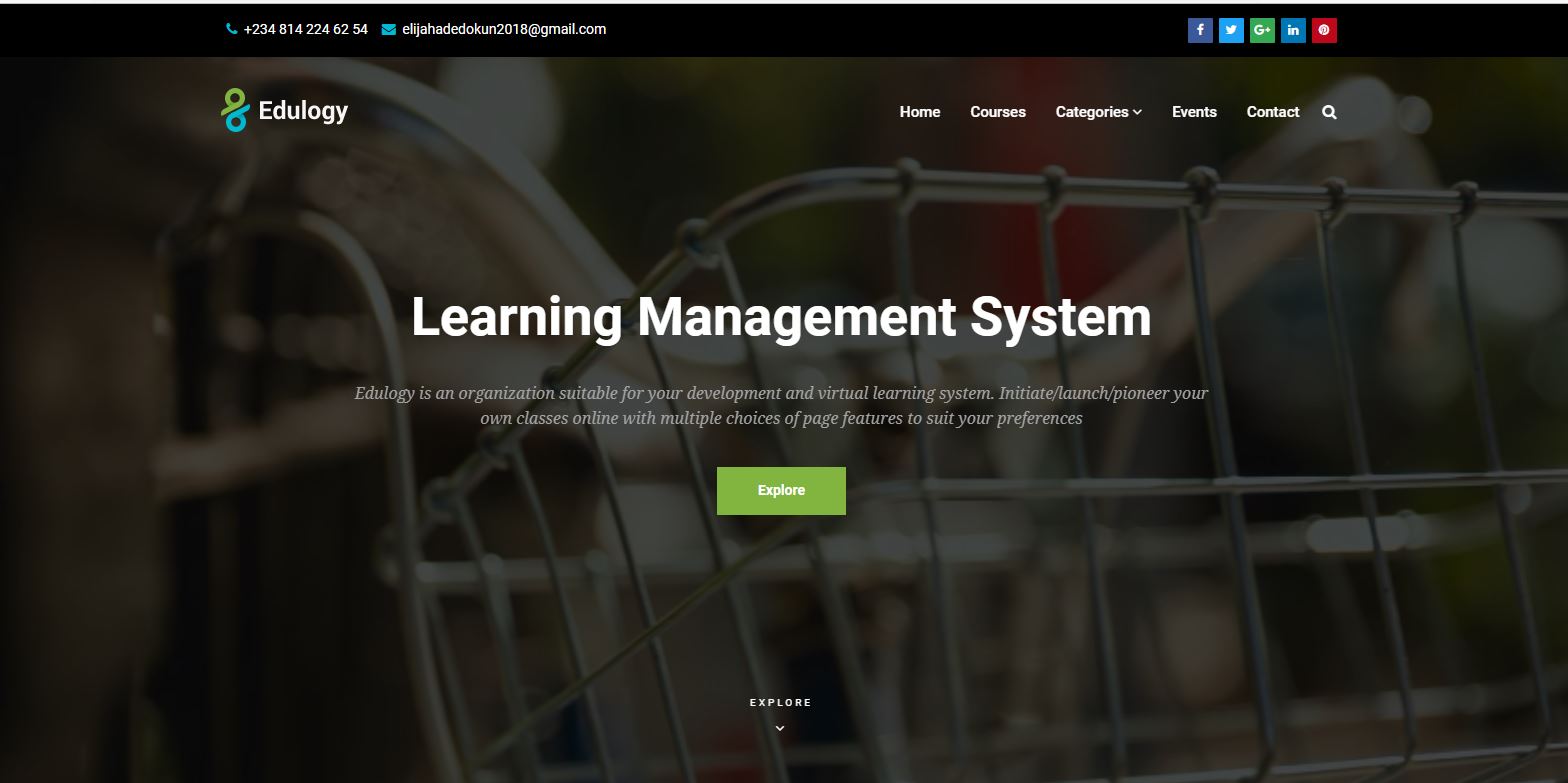 +234 814 224 62 54 elijahadedokun2018@gmail.com
Edulogy
Home Courses Categories Events Contact
Learning Management System
Edulogy is an organization suitable for your development and virtual learning system. Initiate/launch/pioneer your
own classes online with multiple choices of page features to suit your preferences
Explore
EXPLORE